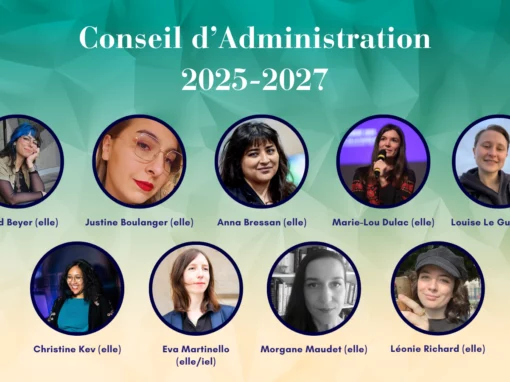 Conseil d'Administration
2025-2027
d Beyer (elle)
Justine Boulanger (elle)
Anna Bressan (elle)
Marie-Lou Dulac (elle)
Louise Le Gu
Christine Kev (elle)
Eva Martinello
(elle/iel)
Morgane Maudet (elle)
Léonie Richard (elle)